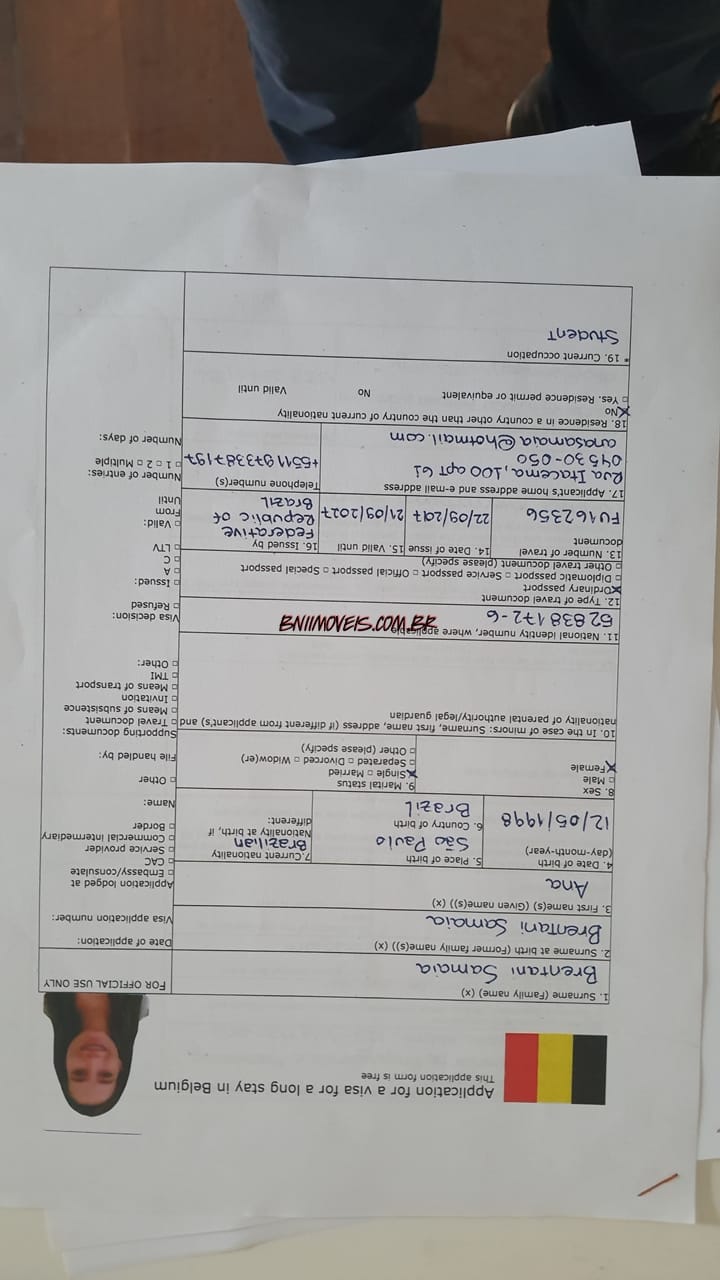 Application for a visa for a long stay in Belgium
This application form is free
FOR OFFICIAL USE ONLY
1. Surname (Family name) (x)
Brentani Samaia
2. Surname at birth (Former family name(s)) (x)
Brentani Samaia
3. First name(s) (Given name(s)) (x)
Ana
4. Date of birth
(day-month-year)
12/05/1998
5. Place of birth
São Paulo
6. Country of birth
Brazil
7.Current nationality
Brazilian
Nationality at birth, if
different:
8. Sex
□ Male
□ Female
9. Marital status
□ Single □ Married
□ Separated □ Divorced □ Widow(er)
□ Other (please specify)
10. In the case of minors: Surname, first name, address (if different from applicant's) and
nationality of parental authority/legal guardian
11. National identity number, where applicable
52838172-6
BNIIMOVEIS.COM.BR
12. Type of travel document
□ Ordinary passport
□ Diplomatic passport □ Service passport □ Official passport □ Special passport
□ Other travel document (please specify)
13. Number of travel
document
FU162356
14. Date of issue
22/09/2017
15. Valid until
21/09/2027
16. Issued by
Federative
Republic of
Brazil
17. Applicant's home address and e-mail address
Rua Itacema, 100 apt 61
04530-050
anasamaia@hotmail.com
Telephone number(s)
+5511973387197
18. Residence in a country other than the country of current nationality
□ No
□ Yes. Residence permit or equivalent No Valid until
* 19. Current occupation
Student
Date of application:
Visa application number:
Application lodged at
□ Embassy/consulate
□ CAC
□ Service provider
□ Commercial intermediary
□ Border
Name:
□ Other
File handled by:
Supporting documents:
□ Travel document
□ Means of subsistence
□ Invitation
□ Means of transport
□ TMI
□ Other:
Visa decision:
□ Refused
□ Issued:
□ A
□ C
□ LTV
□ Valid:
From
Until
Number of entries:
□ 1 □ 2 □ Multiple
Number of days: